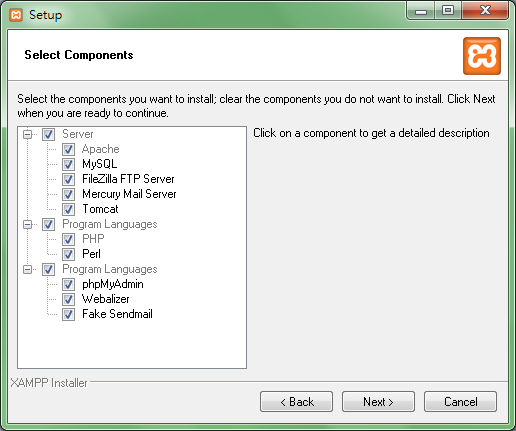 Setup
Select Components
Select the components you want to install; clear the components you do not want to install. Click Next
when you are ready to continue.
Server
Apache
MySQL
FileZilla FTP Server
Mercury Mail Server
Tomcat
Program Languages
PHP
Perl
Program Languages
phpMyAdmin
Webalizer
Fake Sendmail
Click on a component to get a detailed description
XAMPP Installer
< Back
Next >
Cancel